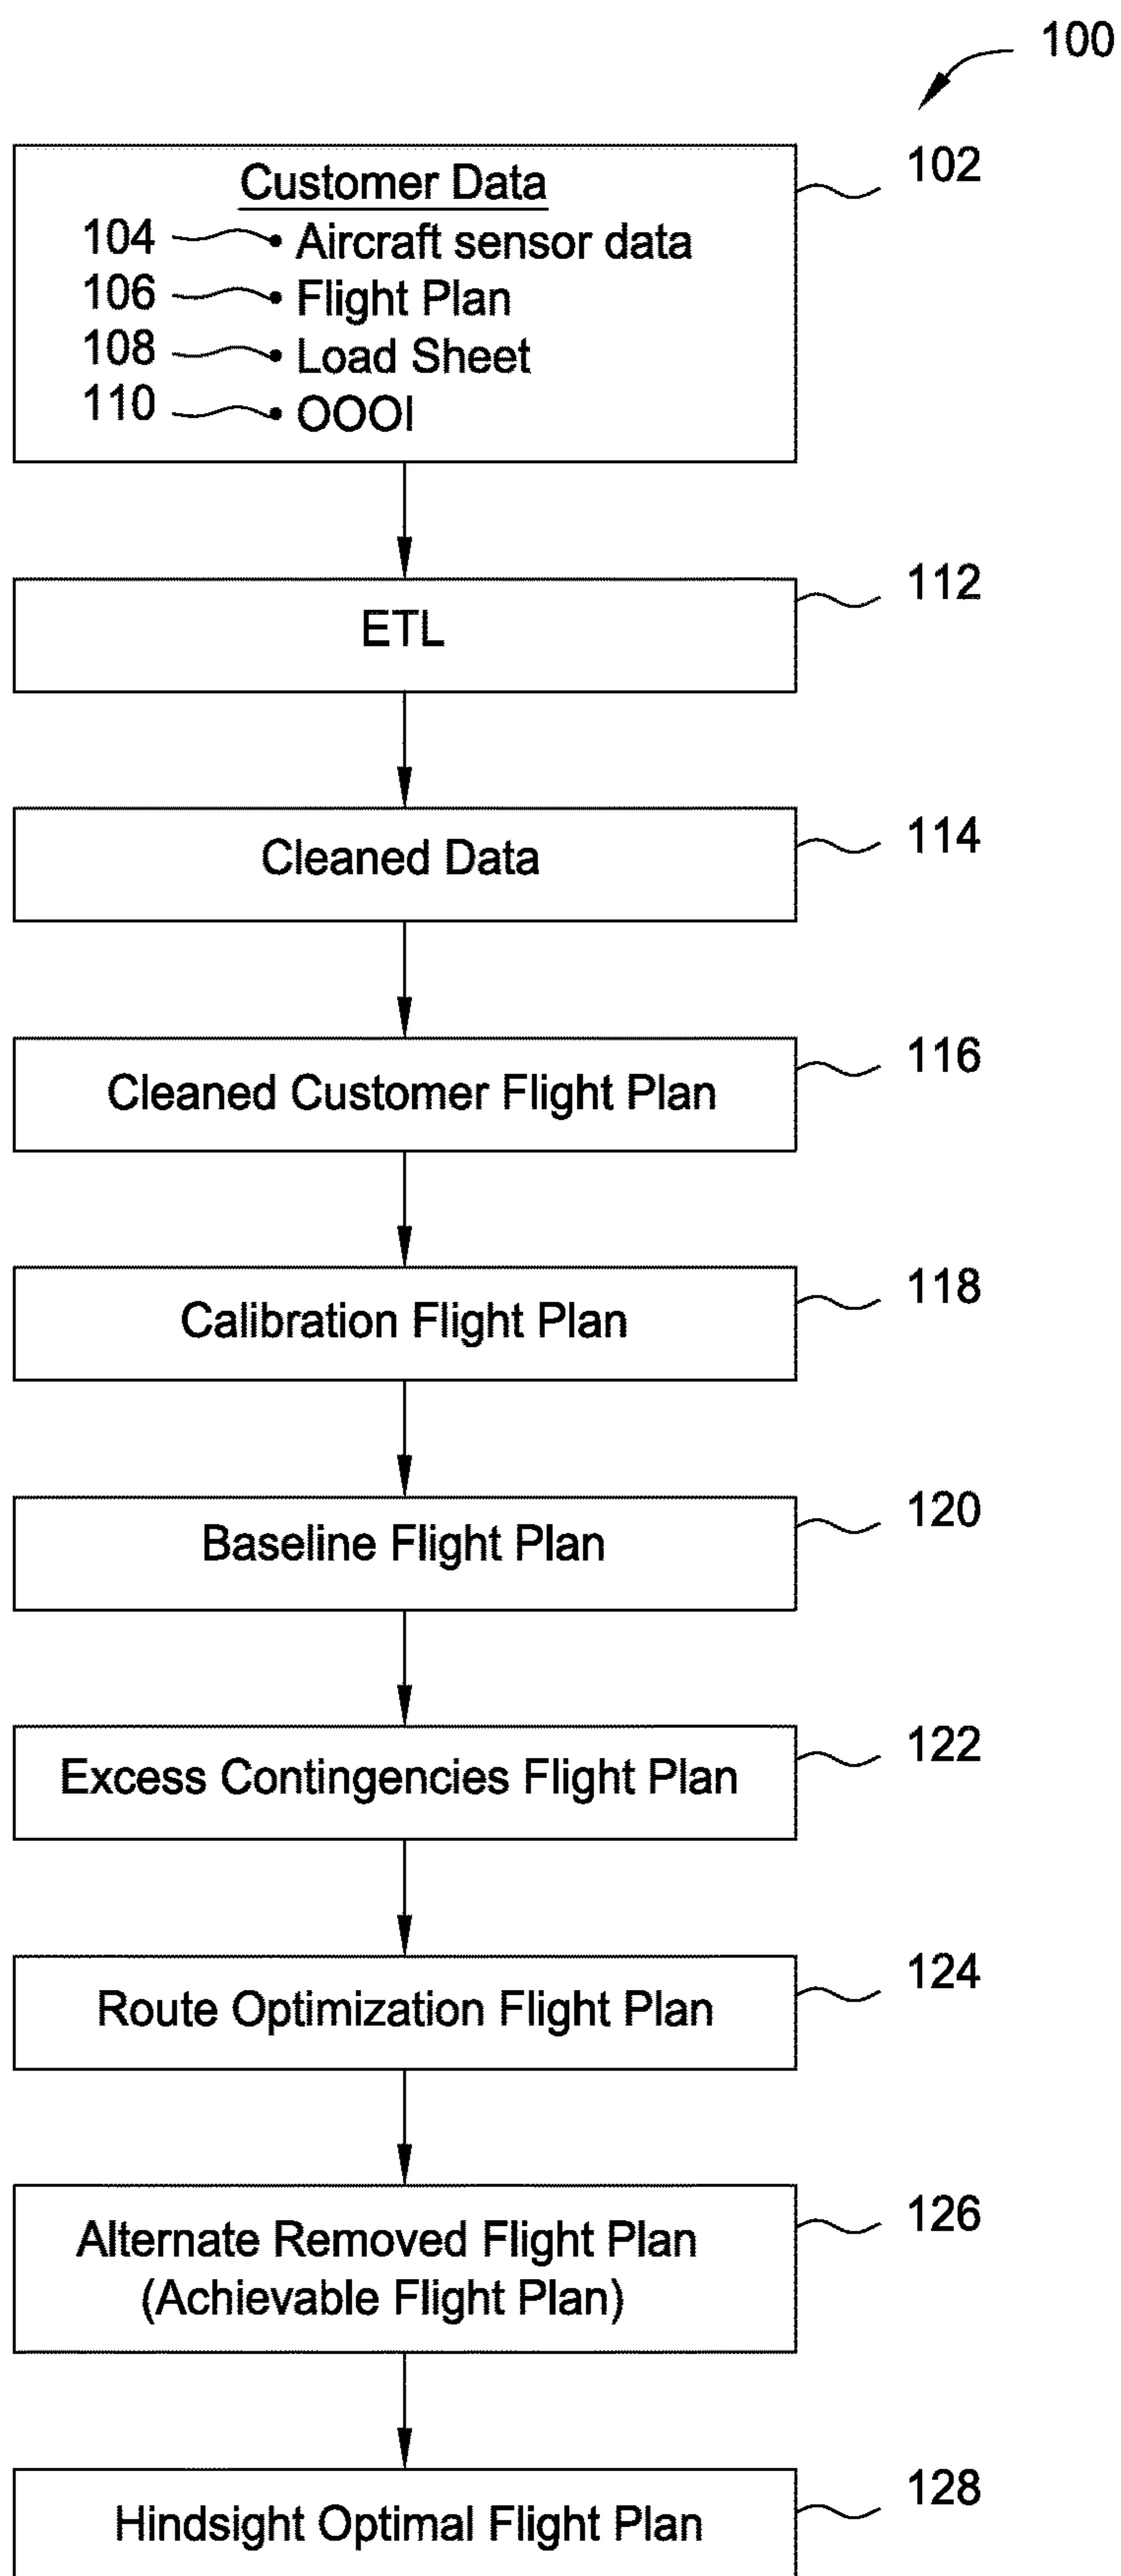 100
102
Customer Data
104 • Aircraft sensor data
106 • Flight Plan
108 • Load Sheet
110 • OOOI
112
ETL
114
Cleaned Data
116
Cleaned Customer Flight Plan
118
Calibration Flight Plan
120
Baseline Flight Plan
122
Excess Contingencies Flight Plan
124
Route Optimization Flight Plan
126
Alternate Removed Flight Plan
(Achievable Flight Plan)
128
Hindsight Optimal Flight Plan